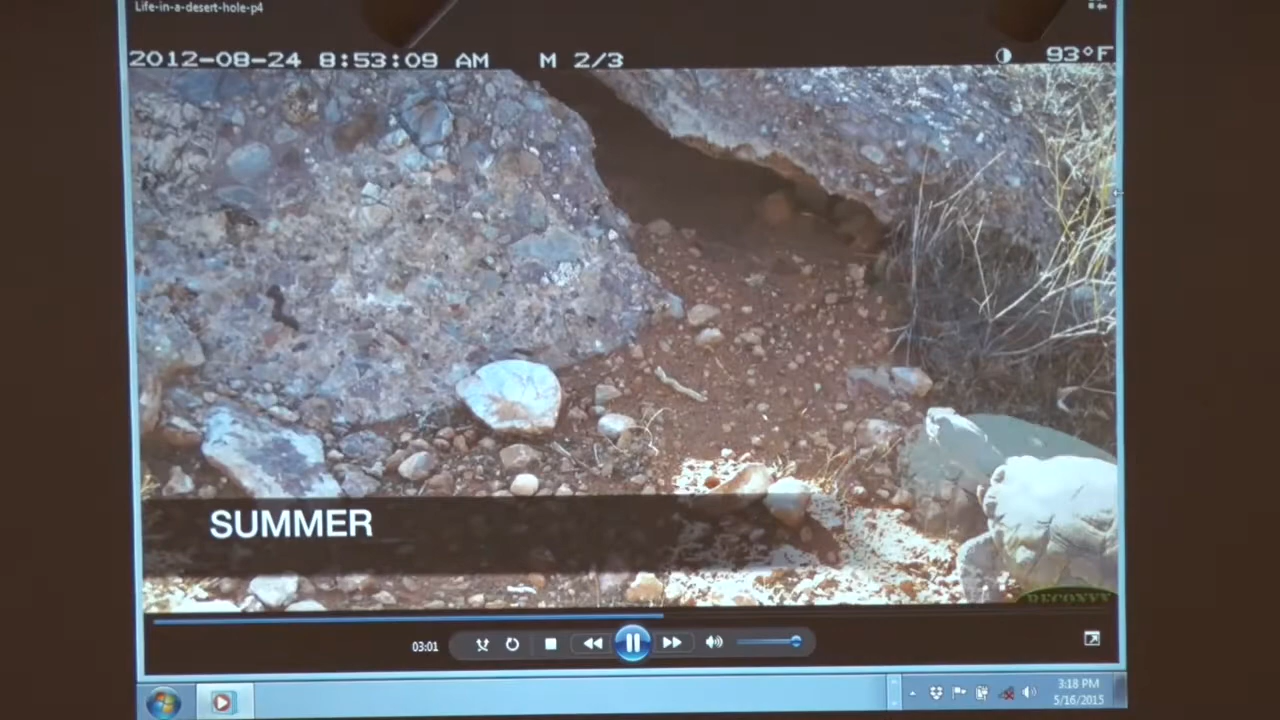 Life-in-a-desert-hole-p4
2012-08-24 8:53:09 AM M 2/3 93°F
SUMMER
RECONYX
03:01
3:18 PM
5/16/2015